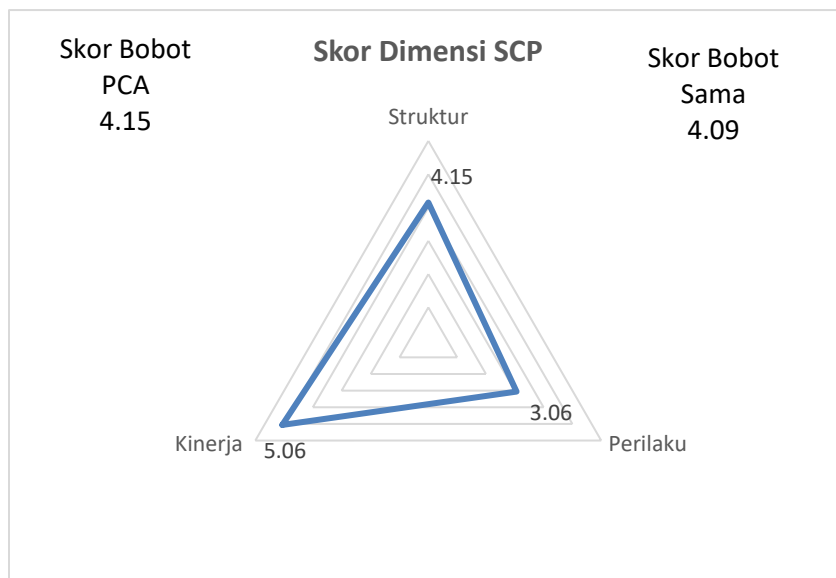 Skor Bobot
PCA
4.15
Skor Dimensi SCP
Skor Bobot
Sama
4.09
Struktur
4.15
3.06
Kinerja
5.06
Perilaku